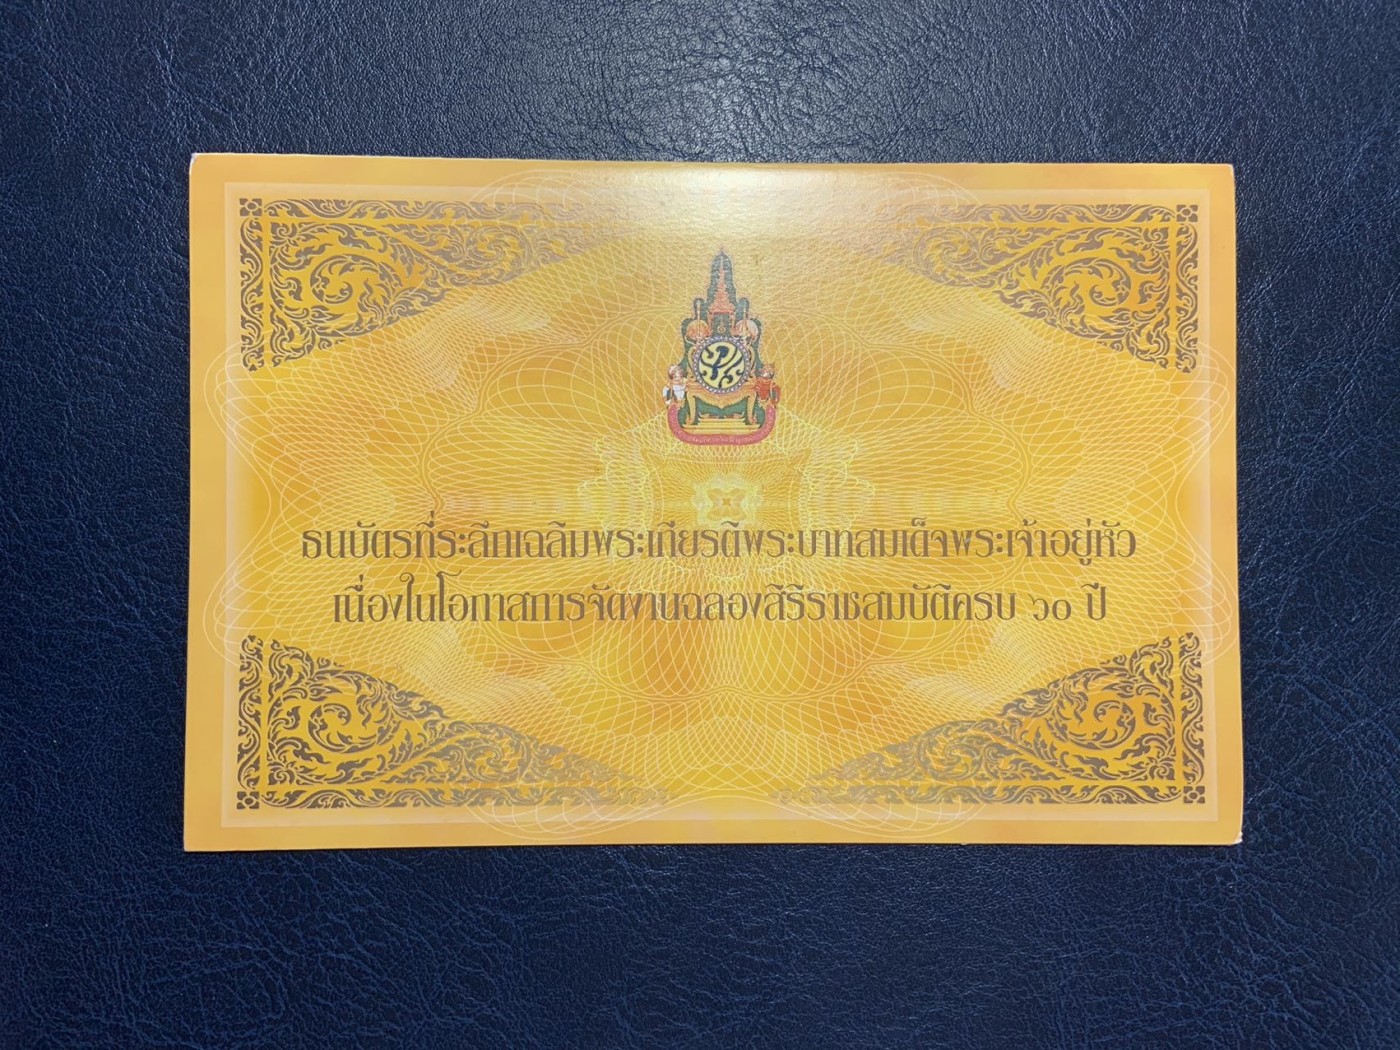 ธนบัตรที่ระลึกเฉลิมพระเกียรติพระบาทสมเด็จพระเจ้าอยู่หัว
เนื่องในโอกาสการจัดงานฉลองสิริราชสมบัติครบ ๖๐ ปี